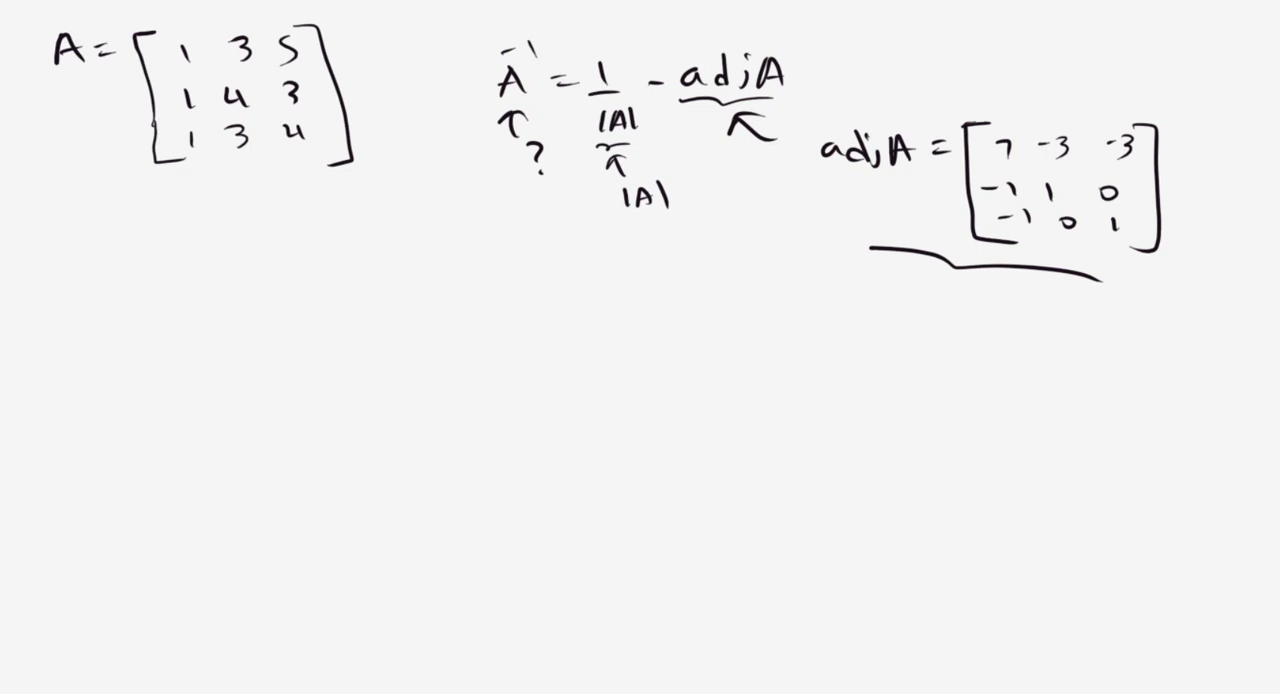 A = [ 1 3 5
1 4 3
1 3 4 ]
A⁻¹ = 1/|A| - adjA
?
|A|
adjA = [ 7 -3 -3
-1 1 0
-1 0 1 ]